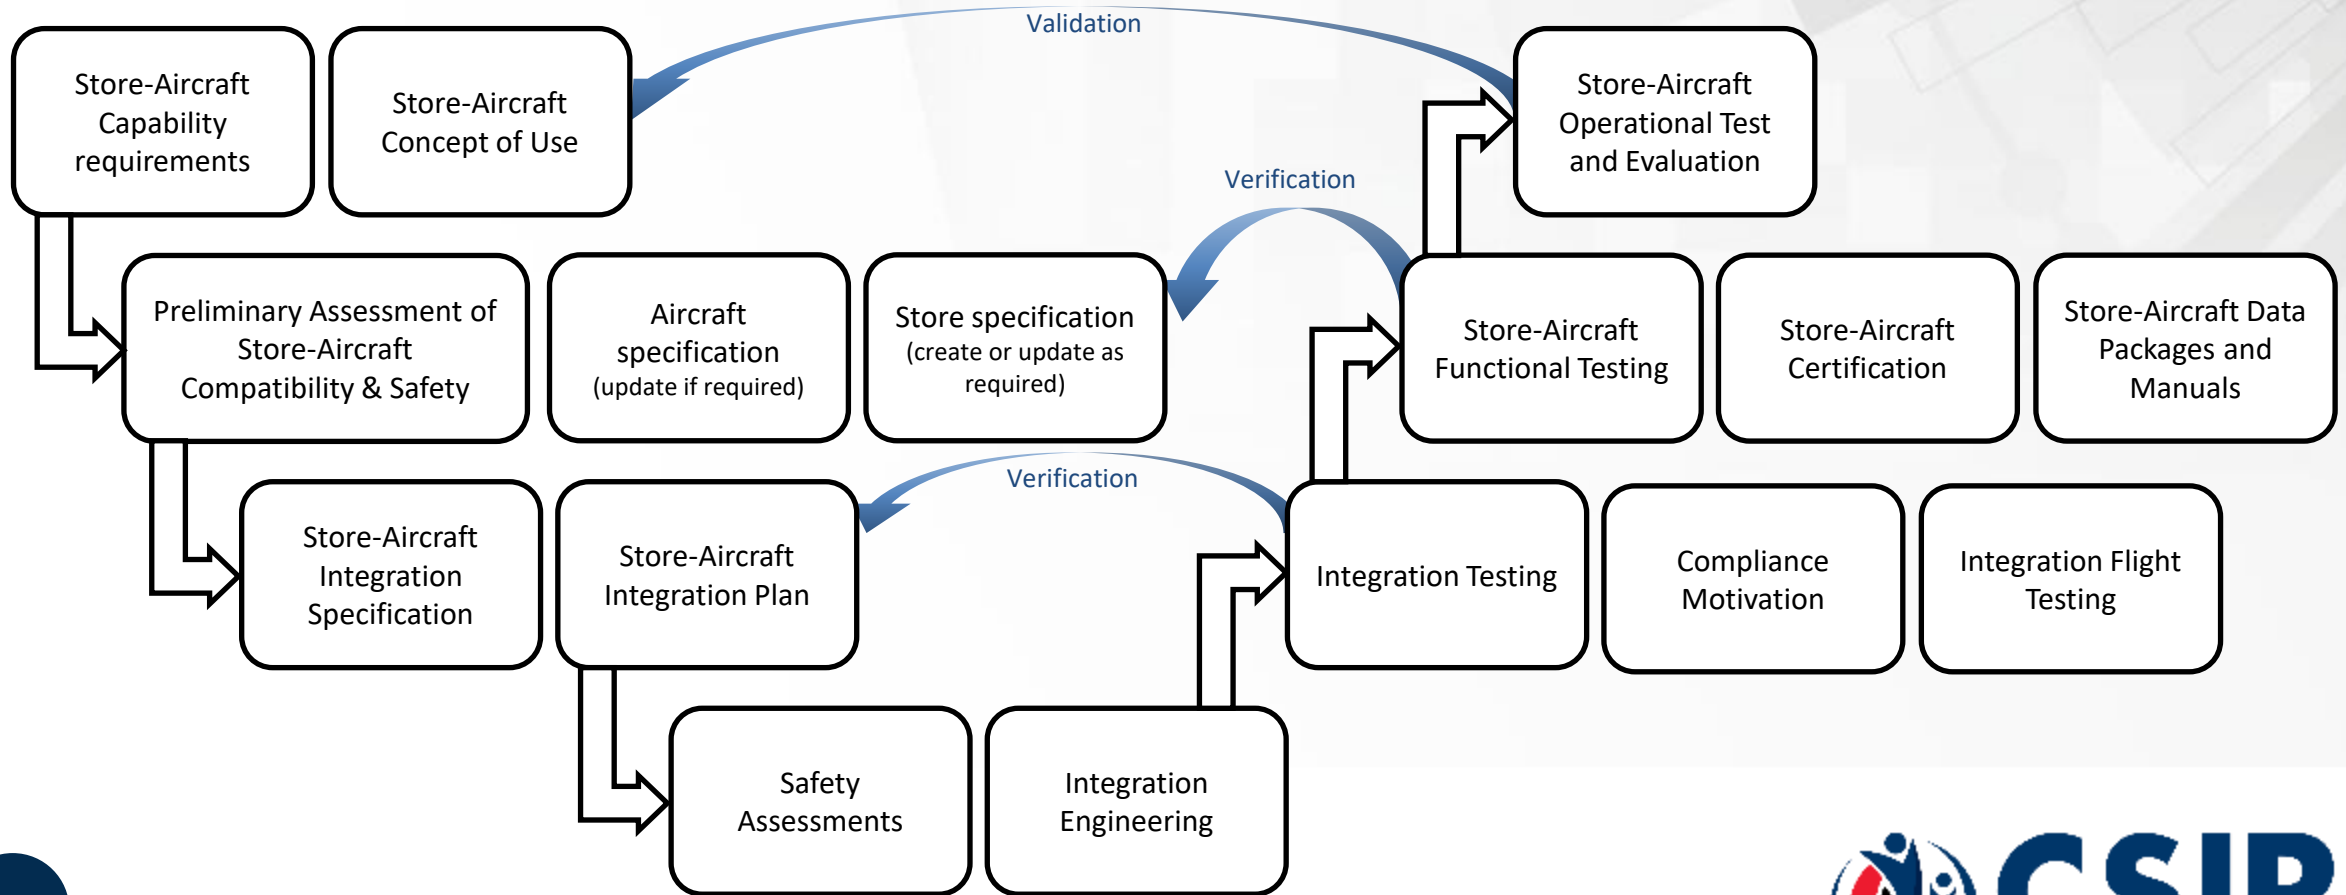 Validation
Store-Aircraft
Capability
requirements
Store-Aircraft
Concept of Use
Store-Aircraft
Operational Test
and Evaluation
Verification
Preliminary Assessment of
Store-Aircraft
Compatibility & Safety
Aircraft
specification
(update if required)
Store specification
(create or update as
required)
Store-Aircraft
Functional Testing
Store-Aircraft
Certification
Store-Aircraft Data
Packages and
Manuals
Verification
Store-Aircraft
Integration
Specification
Store-Aircraft
Integration Plan
Integration Testing
Compliance
Motivation
Integration Flight
Testing
Safety
Assessments
Integration
Engineering
CSIR